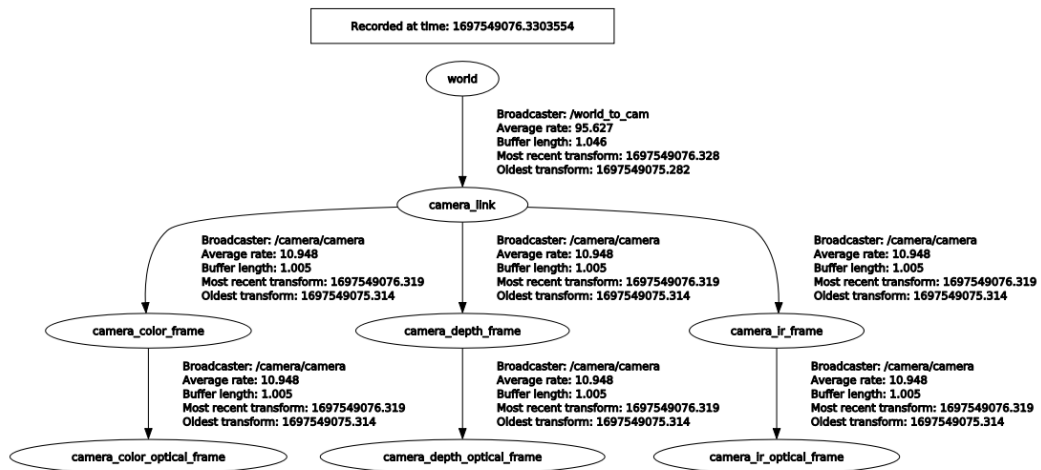 Recorded at time: 1697549076.3303554
world
Broadcaster: /world_to_cam
Average rate: 95.627
Buffer length: 1.046
Most recent transform: 1697549076.328
Oldest transform: 1697549075.282
camera_link
Broadcaster: /camera/camera
Average rate: 10.948
Buffer length: 1.005
Most recent transform: 1697549076.319
Oldest transform: 1697549075.314
Broadcaster: /camera/camera
Average rate: 10.948
Buffer length: 1.005
Most recent transform: 1697549076.319
Oldest transform: 1697549075.314
Broadcaster: /camera/camera
Average rate: 10.948
Buffer length: 1.005
Most recent transform: 1697549076.319
Oldest transform: 1697549075.314
camera_color_frame
camera_depth_frame
camera_ir_frame
Broadcaster: /camera/camera
Average rate: 10.948
Buffer length: 1.005
Most recent transform: 1697549076.319
Oldest transform: 1697549075.314
Broadcaster: /camera/camera
Average rate: 10.948
Buffer length: 1.005
Most recent transform: 1697549076.319
Oldest transform: 1697549075.314
Broadcaster: /camera/camera
Average rate: 10.948
Buffer length: 1.005
Most recent transform: 1697549076.319
Oldest transform: 1697549075.314
camera_color_optical_frame
camera_depth_optical_frame
camera_ir_optical_frame